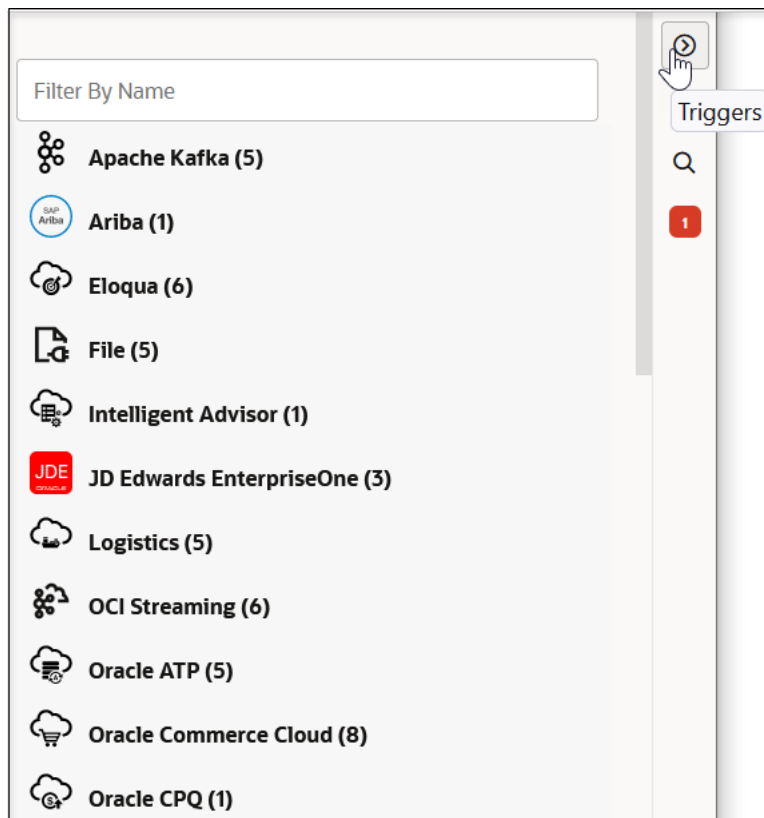 Filter By Name
Triggers
Apache Kafka (5)
SAP
Ariba
Ariba (1)
1
Eloqua (6)
File (5)
Intelligent Advisor (1)
JDE
ORACLE
JD Edwards EnterpriseOne (3)
Logistics (5)
OCI Streaming (6)
Oracle ATP (5)
Oracle Commerce Cloud (8)
Oracle CPQ (1)